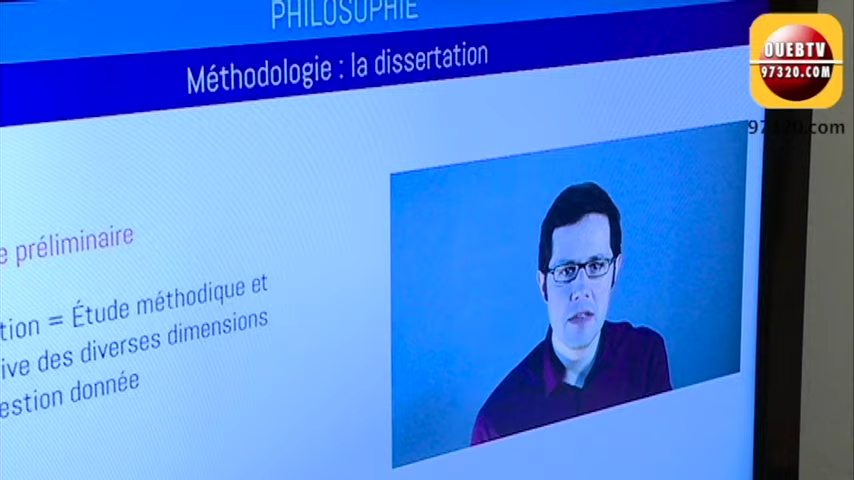 PHILOSOPHIE
Méthodologie : la dissertation
OUEBTV
97320.COM
97320.com
e préliminaire
tion = Étude méthodique et
ive des diverses dimensions
estion donnée